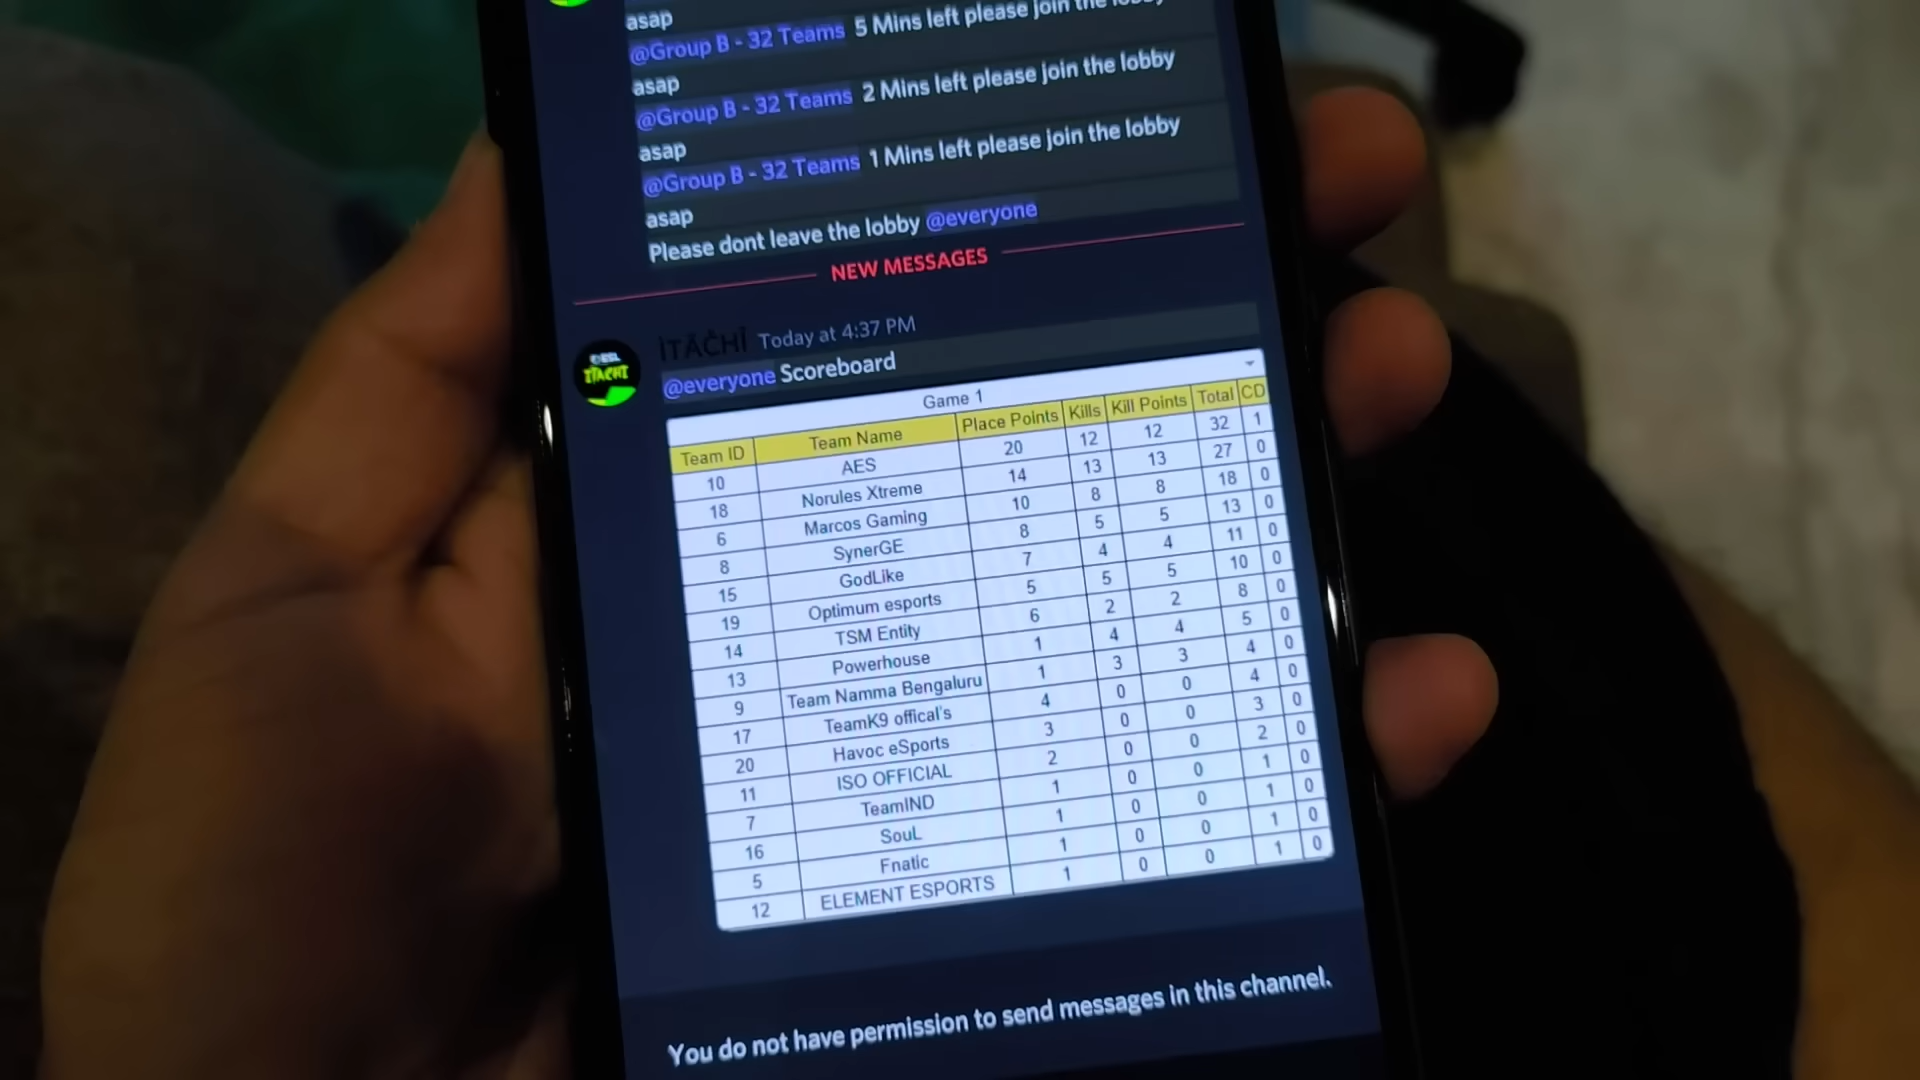 asap
@Group B - 32 Teams 5 Mins left please join the lobby
asap
@Group B - 32 Teams 2 Mins left please join the lobby
asap
@Group B - 32 Teams 1 Mins left please join the lobby
asap
Please dont leave the lobby @everyone
NEW MESSAGES
ÌTÄČHÎ Today at 4:37 PM
ITACHI
@everyone Scoreboard
Game 1
Team ID Team Name Place Points Kills Kill Points Total CD
10 AES 20 12 12 32 1
18 Norules Xtreme 14 13 13 27 0
6 Marcos Gaming 10 8 8 18 0
8 SynerGE 8 5 5 13 0
15 GodLike 7 4 4 11 0
19 Optimum esports 5 5 5 10 0
14 TSM Entity 6 2 2 8 0
13 Powerhouse 1 4 4 5 0
9 Team Namma Bengaluru 1 3 3 4 0
17 TeamK9 offical's 4 0 0 4 0
20 Havoc eSports 3 0 0 3 0
11 ISO OFFICIAL 2 0 0 2 0
7 TeamIND 1 0 0 1 0
16 SouL 1 0 0 1 0
5 Fnatic 1 0 0 1 0
12 ELEMENT ESPORTS 1 0 0 1 0
You do not have permission to send messages in this channel.